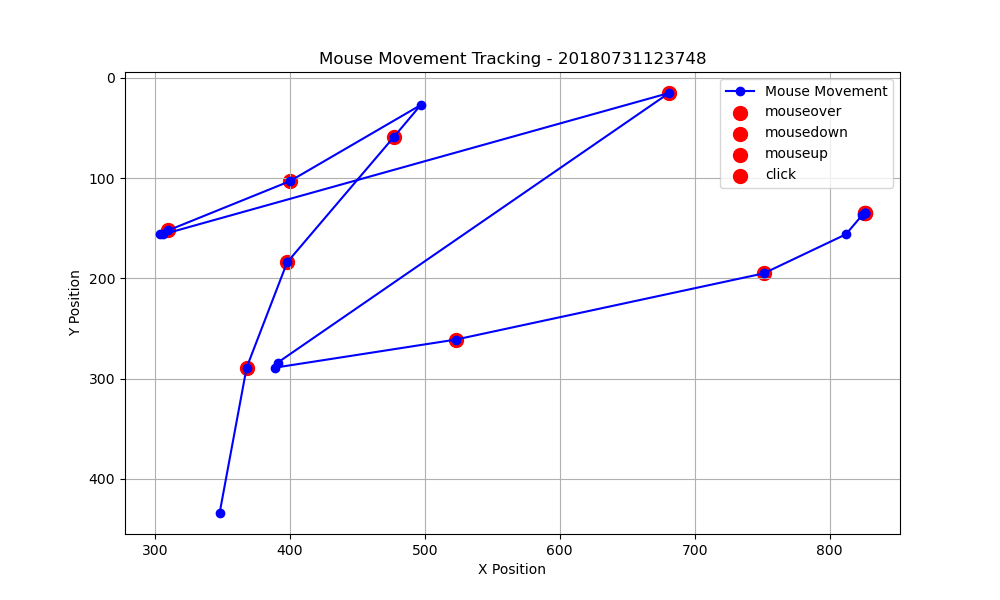 Mouse Movement Tracking - 20180731123748
Mouse Movement
mouseover
mousedown
mouseup
click
Y Position
0
100
200
300
400
300 400 500 600 700 800
X Position